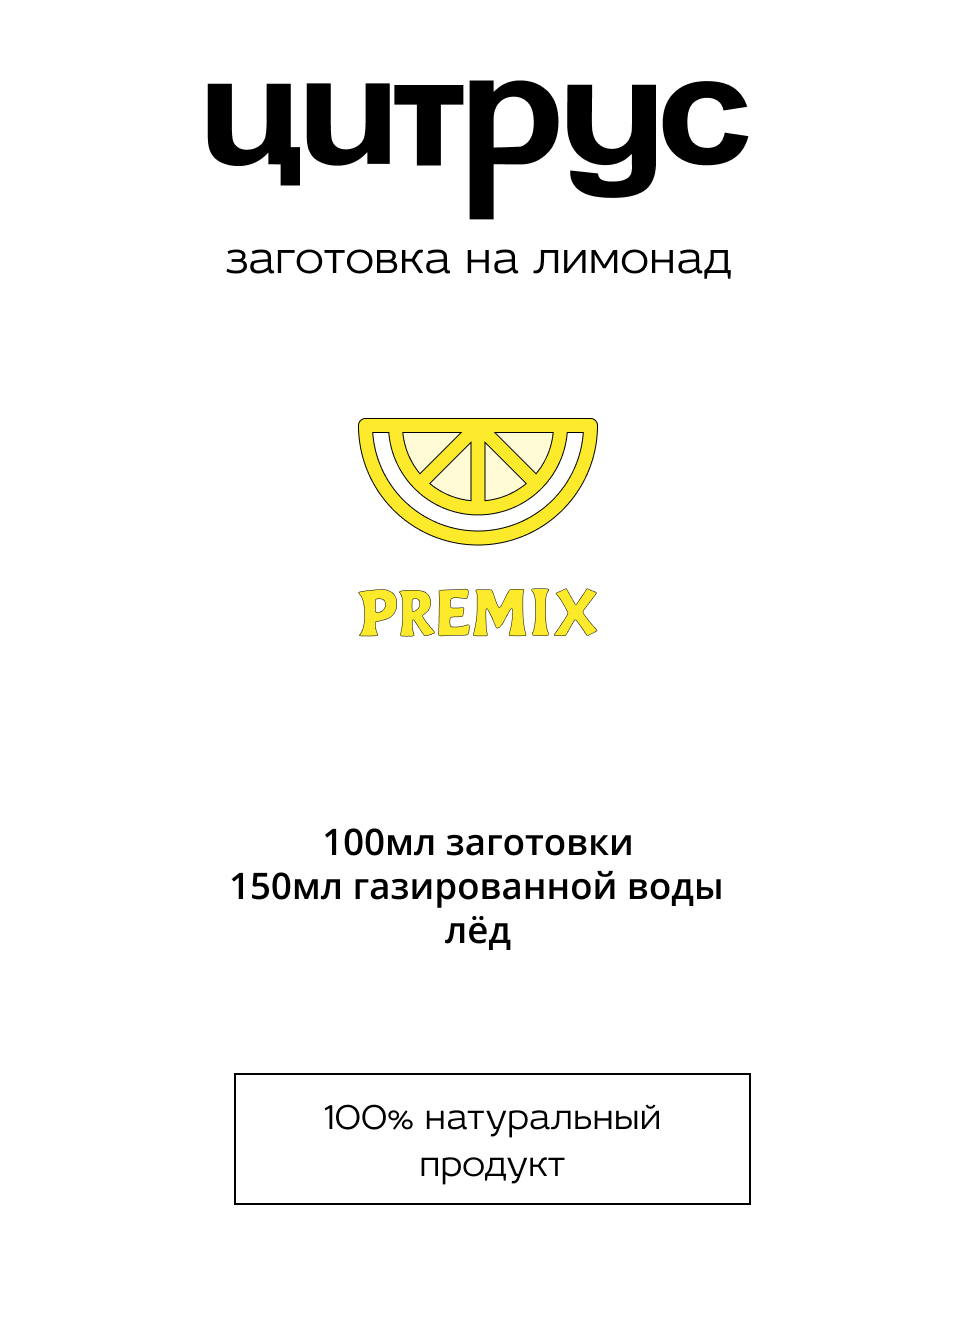 цитрус
заготовка на лимонад
PREMIX
100мл заготовки
150мл газированной воды
лёд
100% натуральный
продукт